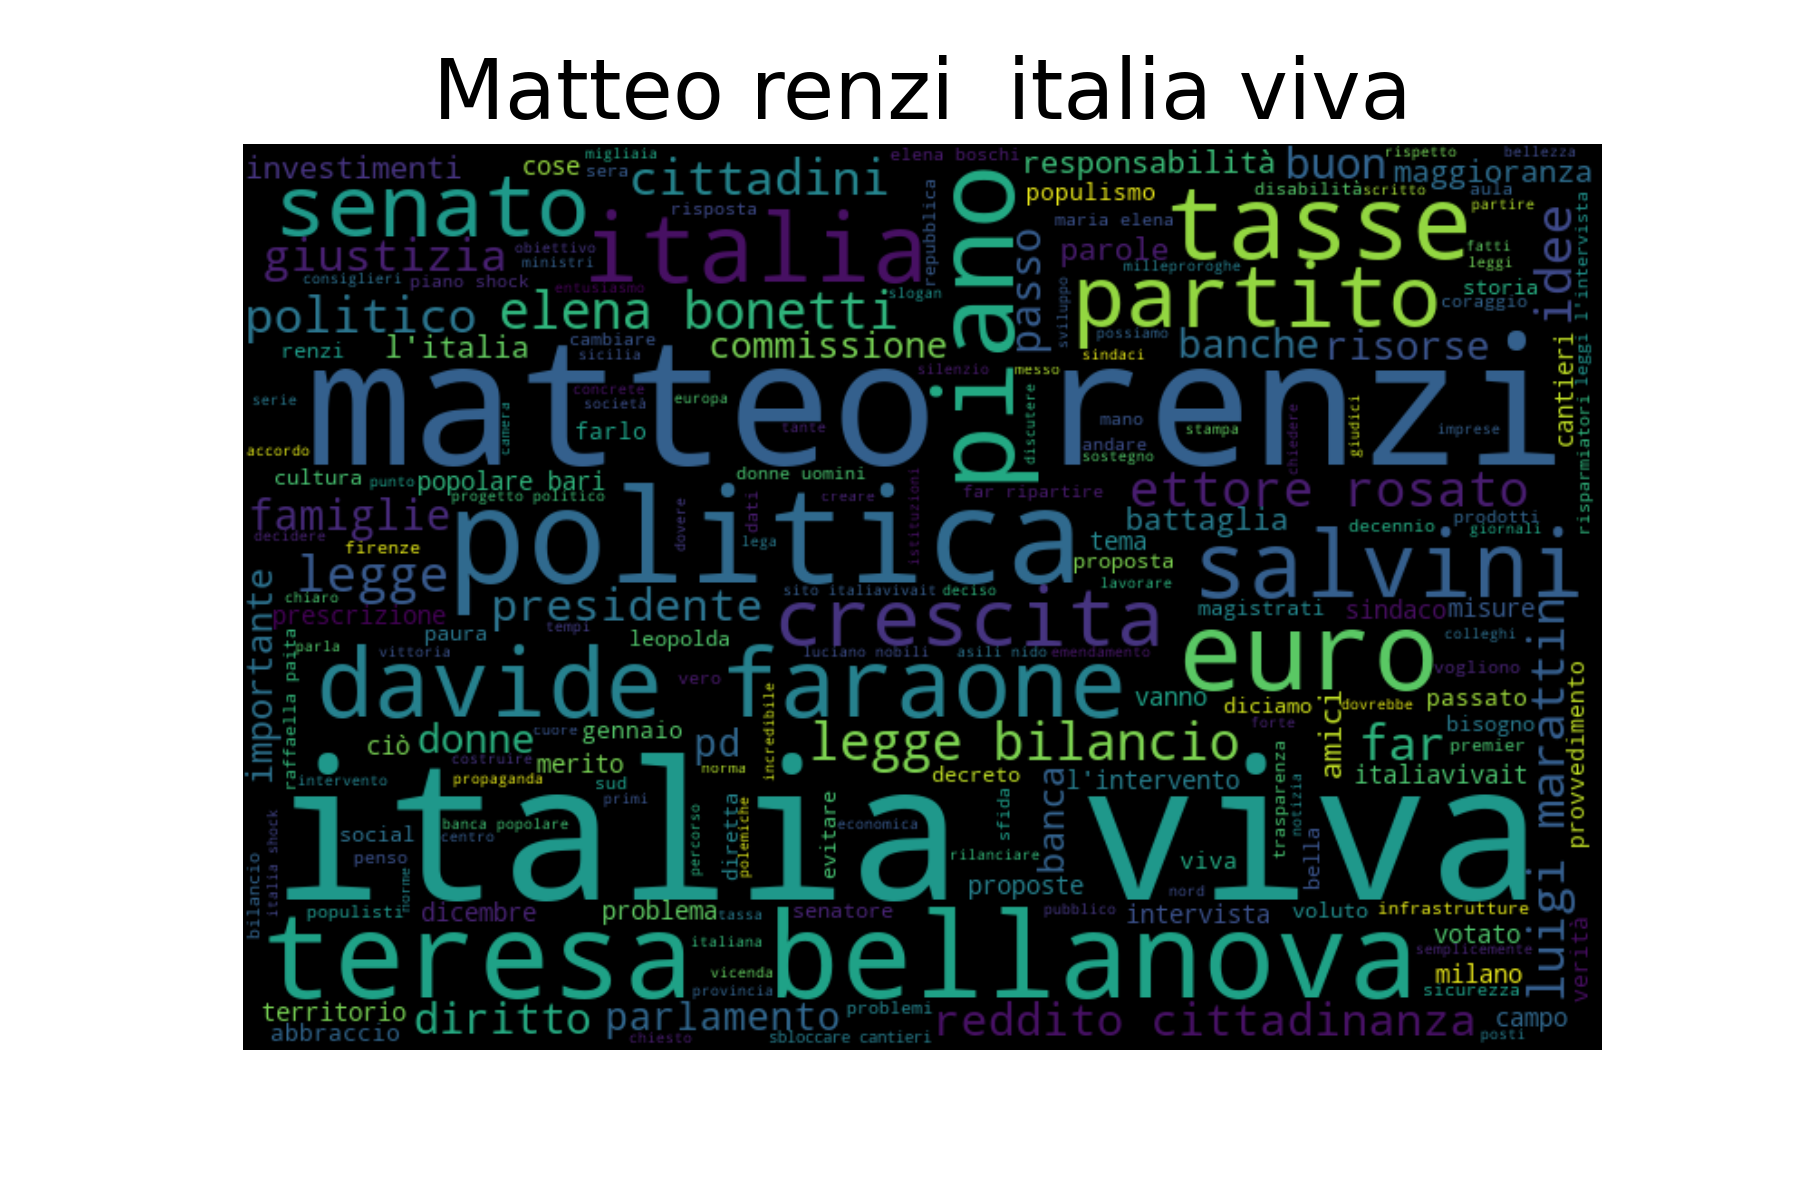 Matteo renzi  italia viva
investimenti
cose
migliaia
sera
cittadini
elena boschi
responsabilità
buon
rispetto
bellezza
maggioranza
senato
risposta
italia
repubblica
piano
populismo
disabilità
scritto
aula
partire
tasse
idee
l'intervista
giustizia
obiettivo
ministri
consiglieri
piano shock
entusiasmo
slogan
passo
maria elena
parole
milleproroghe
fatti
leggi
storia
coraggio
partito
sviluppo
possiamo
politico
elena bonetti
renzi
l'italia
cambiare
sicilia
commissione
sindaci
banche
risorse
cantieri
leggi
risparmiatori
silenzio
messo
matteo renzi
serie
concrete
società
europa
camera
farlo
tante
discutere
mano
andare
sostegno
stampa
chiedere
giudici
imprese
accordo
cultura
punto
popolare bari
progetto politico
donne uomini
creare
far ripartire
ettore rosato
famiglie
decidere
firenze
politica
dovere
dati
lega
istituzioni
battaglia
tema
decennio
prodotti
giornali
proposta
salvini
legge
chiaro
prescrizione
importante
presidente
sito italiavivait
deciso
lavorare
crescita
magistrati
sindaco
misure
paura
tempi
leopolda
parla
vittoria
raffaella paita
luciano nobili
asili nido
emendamento
euro
colleghi
vogliono
luigi marattin
davide faraone
vero
vanno
diciamo
dovrebbe
passato
provvedimento
ciò
donne
cuore
gennaio
pd
incredibile
legge bilancio
forte
amici
far
bisogno
premier
costruire
merito
norma
decreto
l'intervento
italiavivait
intervento
propaganda
sud
primi
banca
italia viva
italia shock
social
banca popolare
centro
penso
percorso
diretta
polemiche
evitare
economica
sfida
rilanciare
trasparenza
notizia
viva
bella
bilancio
norme
proposte
nord
populisti
dicembre
problema
tassa
senatore
pubblico
intervista
voluto
infrastrutture
teresa bellanova
italiana
vicenda
provincia
votato
semplicemente
milano
sicurezza
verità
territorio
abbraccio
diritto
parlamento
chiesto
problemi
sbloccare cantieri
reddito cittadinanza
campo
posti